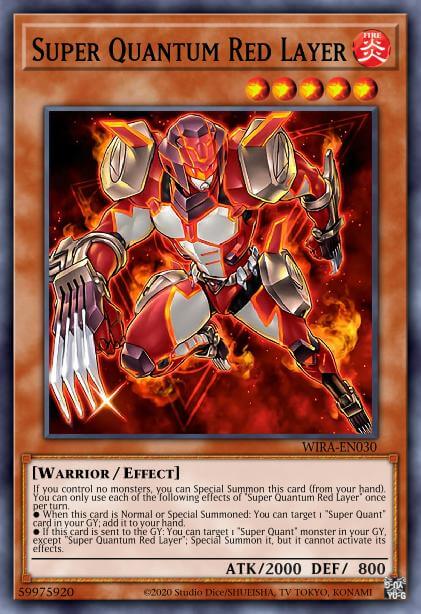 SUPER QUANTUM RED LAYER
FIRE
炎
WIRA-EN030
[WARRIOR / EFFECT]
If you control no monsters, you can Special Summon this card (from your hand).
You can only use each of the following effects of "Super Quantum Red Layer" once
per turn.
● When this card is Normal or Special Summoned: You can target 1 "Super Quant"
card in your GY; add it to your hand.
● If this card is sent to the GY: You can target 1 "Super Quant" monster in your GY,
except "Super Quantum Red Layer"; Special Summon it, but it cannot activate its
effects.
ATK/2000 DEF/ 800
59975920
©2020 Studio Dice/SHUEISHA, TV TOKYO, KONAMI